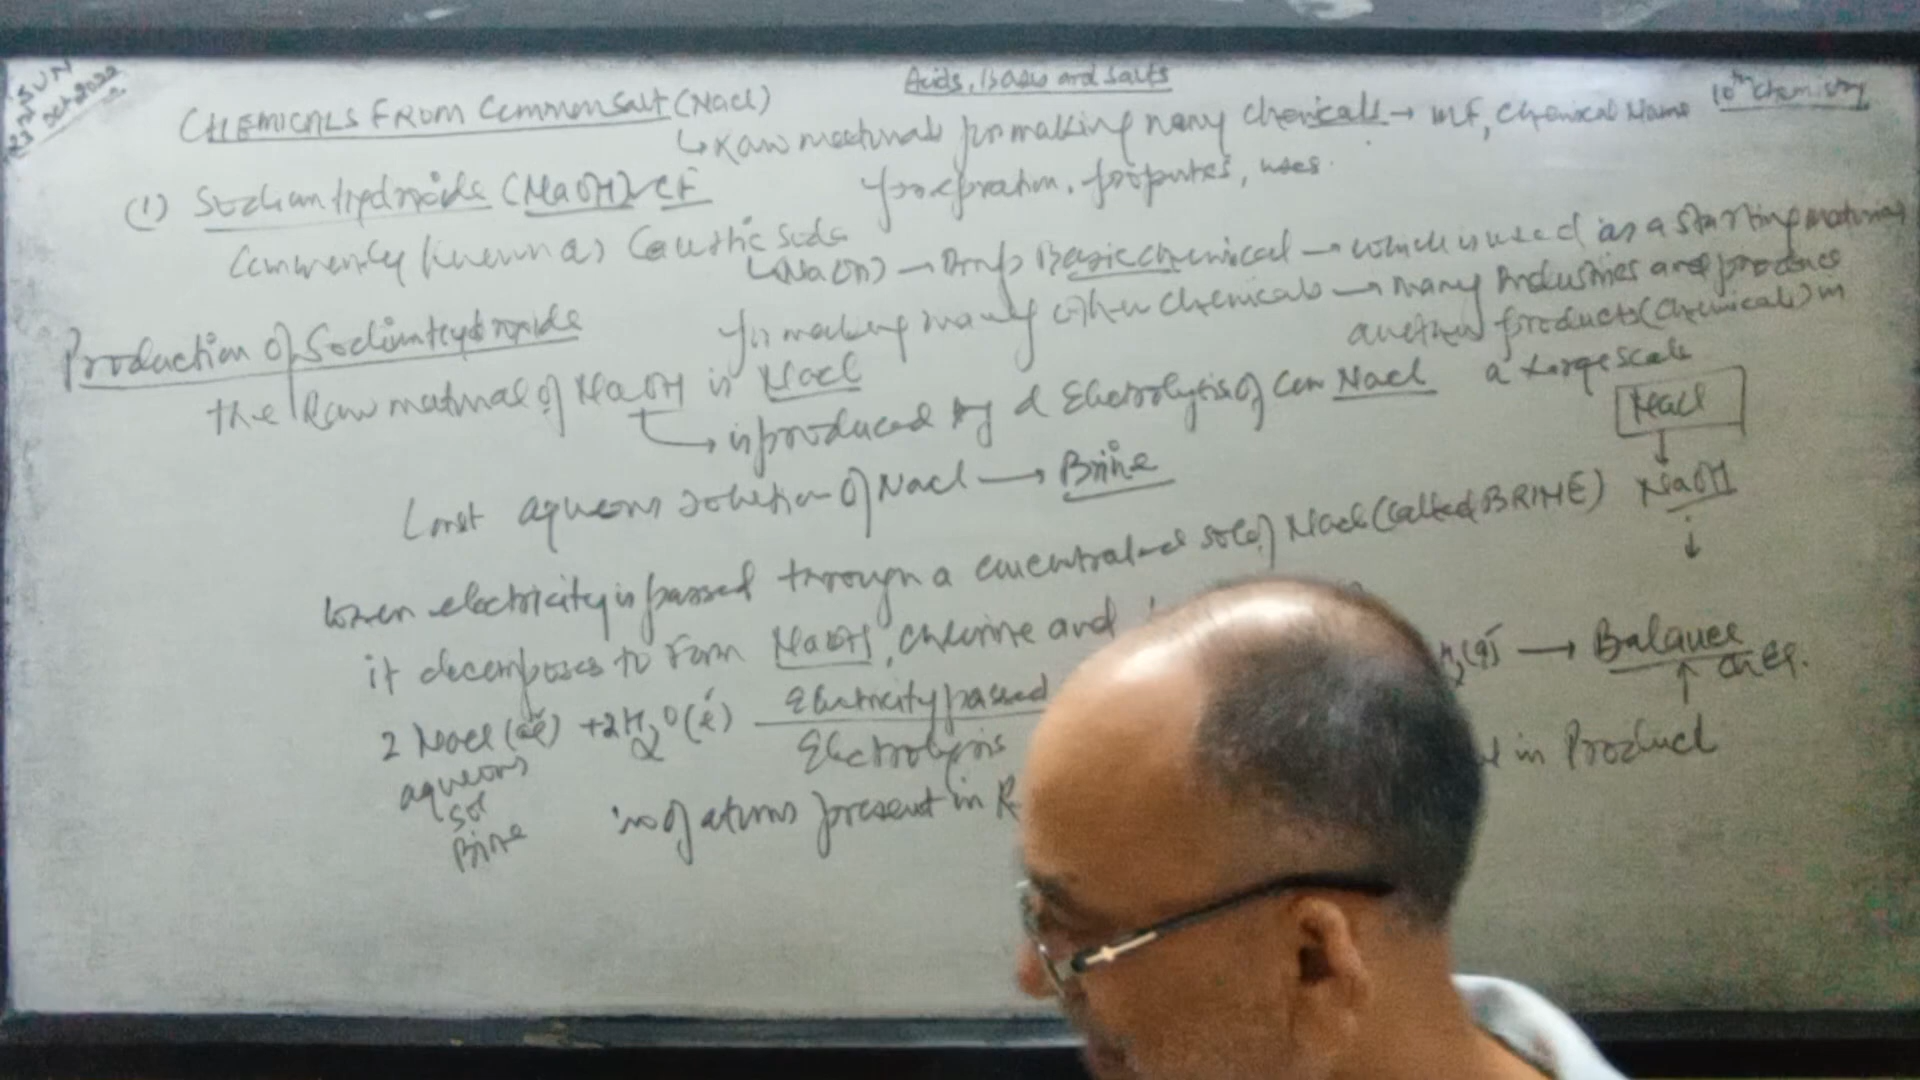 SUN
23rd Oct 2022
Acids, Bases and Salts
10th Chemistry
CHEMICALS FROM Common Salt (NaCl)
↳ Raw material for making many chemicals → MF, Chemical Name
preparation, properties, uses.
(1) Sodium Hydroxide (NaOH) CF
Commonly known as Caustic Soda
↳ (NaOH) → Imp Basic chemical → which is used as a starting material
for making many other chemicals → many industries and produce
another products (chemicals) in
a large scale
Production of Sodium Hydroxide
the Raw material of NaOH is NaCl
↳ is produced by Electrolysis of Con NaCl
NaCl
↓
NaOH
↓
aqueous solution of NaCl → Brine
When electricity is passed through a concentrated sol of NaCl (called BRINE)
it decomposes to form NaOH, chlorine and
2 NaCl (aq) + 2H2O (l) Electricity passed
Electrolysis
(g) → Balance
↑ Ch Eq.
aqueous
sol
Brine
no of atoms present in R
in Product